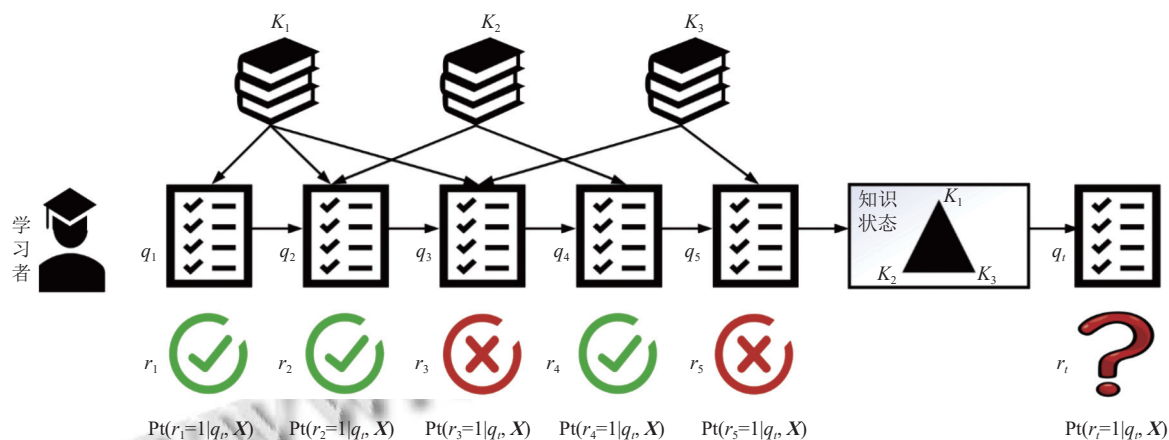 K₁ K₂ K₃
学习者
知识
状态
K₁
K₂ K₃
q₁ q₂ q₃ q₄ q₅ qₜ
r₁ r₂ r₃ r₄ r₅ rₜ
Pt(r₁=1|qₜ, X) Pt(r₂=1|qₜ, X) Pt(r₃=1|qₜ, X) Pt(r₄=1|qₜ, X) Pt(r₅=1|qₜ, X) Pt(rₜ=1|qₜ, X)